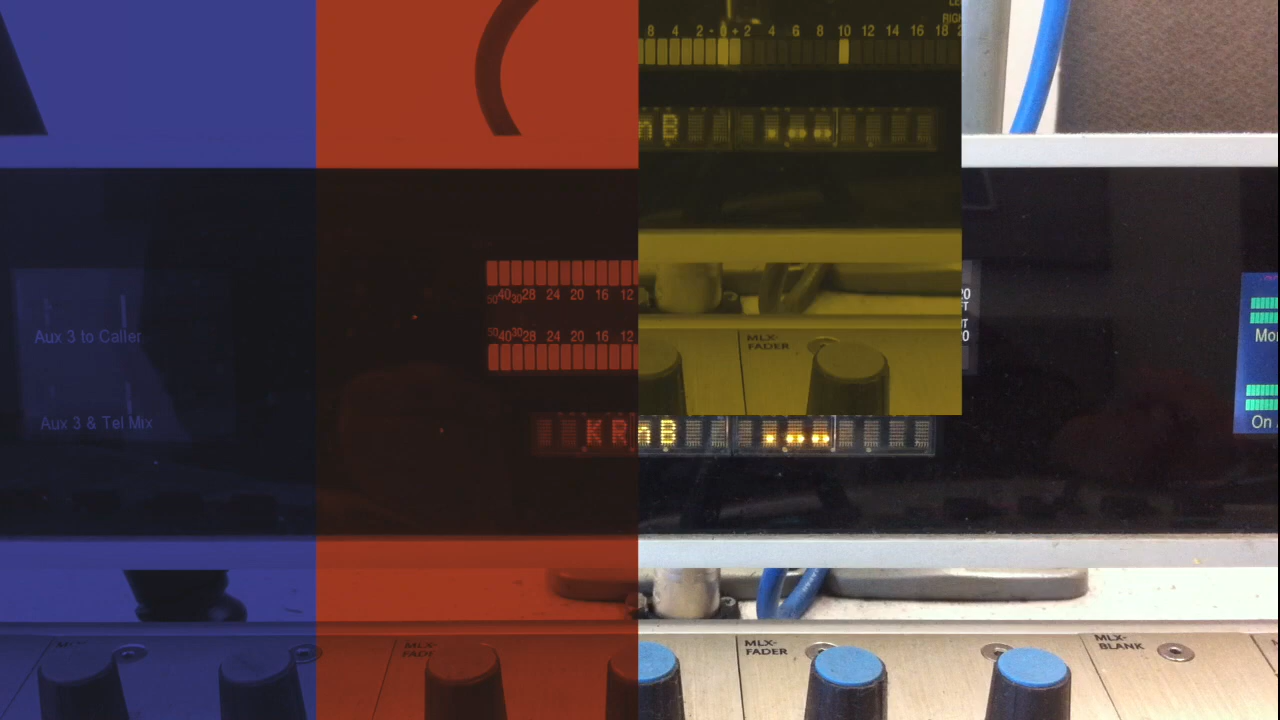 8 4 2 - 0 + 2 4 6 8 10 12 14 16 18
nB
MLX-
FADER
Aux 3 to Caller
Aux 3 & Tel Mix
50 40 30 28 24 20 16 12
50 40 30 28 24 20 16 12
KRnB
On
MLX-
FADER
MLX-
BLANK